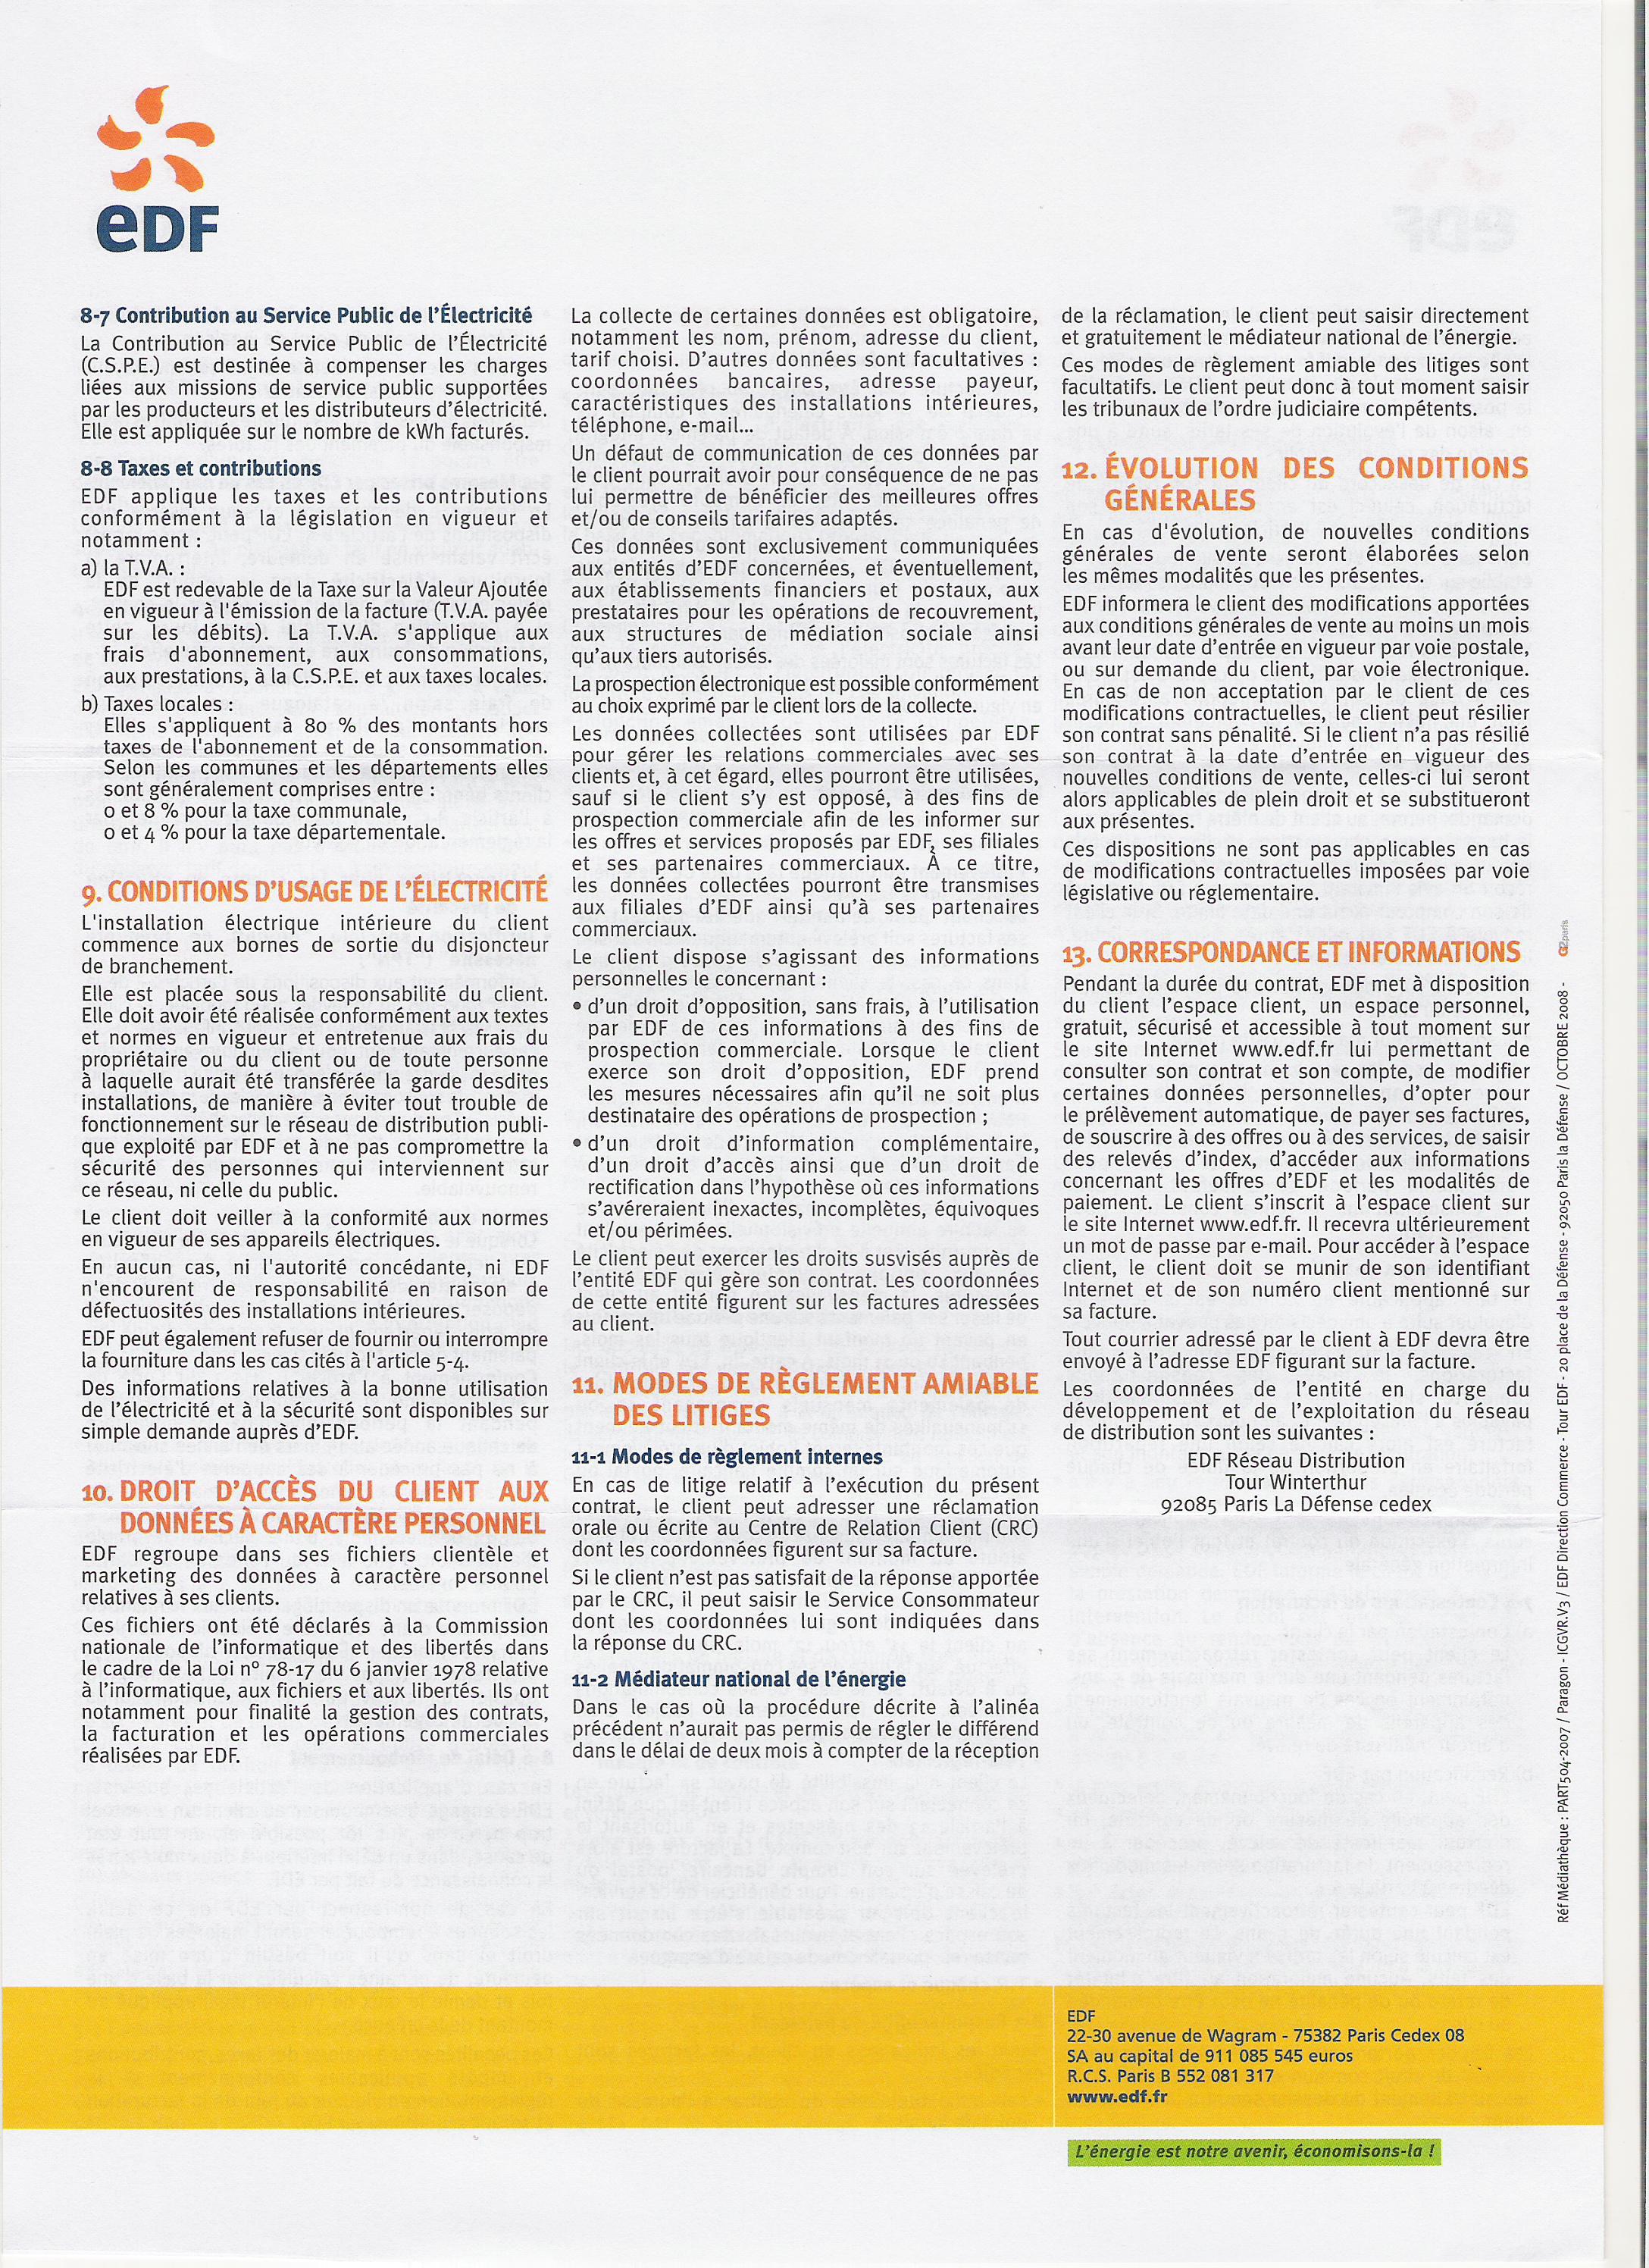 eDF
8-7 Contribution au Service Public de l'Électricité
La Contribution au Service Public de l'Électricité
(C.S.P.E.) est destinée à compenser les charges
liées aux missions de service public supportées
par les producteurs et les distributeurs d'électricité.
Elle est appliquée sur le nombre de kWh facturés.
8-8 Taxes et contributions
EDF applique les taxes et les contributions
conformément à la législation en vigueur et
notamment :
a) la T.V.A. :
EDF est redevable de la Taxe sur la Valeur Ajoutée
en vigueur à l'émission de la facture (T.V.A. payée
sur les débits). La T.V.A. s'applique aux
frais d'abonnement, aux consommations,
aux prestations, à la C.S.P.E. et aux taxes locales.
b) Taxes locales :
Elles s'appliquent à 80 % des montants hors
taxes de l'abonnement et de la consommation.
Selon les communes et les départements elles
sont généralement comprises entre :
0 et 8 % pour la taxe communale,
0 et 4 % pour la taxe départementale.
9. CONDITIONS D'USAGE DE L'ÉLECTRICITÉ
L'installation électrique intérieure du client
commence aux bornes de sortie du disjoncteur
de branchement.
Elle est placée sous la responsabilité du client.
Elle doit avoir été réalisée conformément aux textes
et normes en vigueur et entretenue aux frais du
propriétaire ou du client ou de toute personne
à laquelle aurait été transférée la garde desdites
installations, de manière à éviter tout trouble de
fonctionnement sur le réseau de distribution publi-
que exploité par EDF et à ne pas compromettre la
sécurité des personnes qui interviennent sur
ce réseau, ni celle du public.
Le client doit veiller à la conformité aux normes
en vigueur de ses appareils électriques.
En aucun cas, ni l'autorité concédante, ni EDF
n'encourent de responsabilité en raison de
défectuosités des installations intérieures.
EDF peut également refuser de fournir ou interrompre
la fourniture dans les cas cités à l'article 5-4.
Des informations relatives à la bonne utilisation
de l'électricité et à la sécurité sont disponibles sur
simple demande auprès d'EDF.
10. DROIT D'ACCÈS DU CLIENT AUX
DONNÉES À CARACTÈRE PERSONNEL
EDF regroupe dans ses fichiers clientèle et
marketing des données à caractère personnel
relatives à ses clients.
Ces fichiers ont été déclarés à la Commission
nationale de l'informatique et des libertés dans
le cadre de la Loi n° 78-17 du 6 janvier 1978 relative
à l'informatique, aux fichiers et aux libertés. Ils ont
notamment pour finalité la gestion des contrats,
la facturation et les opérations commerciales
réalisées par EDF.
La collecte de certaines données est obligatoire,
notamment les nom, prénom, adresse du client,
tarif choisi. D'autres données sont facultatives :
coordonnées bancaires, adresse payeur,
caractéristiques des installations intérieures,
téléphone, e-mail...
Un défaut de communication de ces données par
le client pourrait avoir pour conséquence de ne pas
lui permettre de bénéficier des meilleures offres
et/ou de conseils tarifaires adaptés.
Ces données sont exclusivement communiquées
aux entités d'EDF concernées, et éventuellement,
aux établissements financiers et postaux, aux
prestataires pour les opérations de recouvrement,
aux structures de médiation sociale ainsi
qu'aux tiers autorisés.
La prospection électronique est possible conformément
au choix exprimé par le client lors de la collecte.
Les données collectées sont utilisées par EDF
pour gérer les relations commerciales avec ses
clients et, à cet égard, elles pourront être utilisées,
sauf si le client s'y est opposé, à des fins de
prospection commerciale afin de les informer sur
les offres et services proposés par EDF, ses filiales
et ses partenaires commerciaux. À ce titre,
les données collectées pourront être transmises
aux filiales d'EDF ainsi qu'à ses partenaires
commerciaux.
Le client dispose s'agissant des informations
personnelles le concernant :
• d'un droit d'opposition, sans frais, à l'utilisation
par EDF de ces informations à des fins de
prospection commerciale. Lorsque le client
exerce son droit d'opposition, EDF prend
les mesures nécessaires afin qu'il ne soit plus
destinataire des opérations de prospection ;
• d'un droit d'information complémentaire,
d'un droit d'accès ainsi que d'un droit de
rectification dans l'hypothèse où ces informations
s'avéreraient inexactes, incomplètes, équivoques
et/ou périmées.
Le client peut exercer les droits susvisés auprès de
l'entité EDF qui gère son contrat. Les coordonnées
de cette entité figurent sur les factures adressées
au client.
11. MODES DE RÈGLEMENT AMIABLE
DES LITIGES
11-1 Modes de règlement internes
En cas de litige relatif à l'exécution du présent
contrat, le client peut adresser une réclamation
orale ou écrite au Centre de Relation Client (CRC)
dont les coordonnées figurent sur sa facture.
Si le client n'est pas satisfait de la réponse apportée
par le CRC, il peut saisir le Service Consommateur
dont les coordonnées lui sont indiquées dans
la réponse du CRC.
11-2 Médiateur national de l'énergie
Dans le cas où la procédure décrite à l'alinéa
précédent n'aurait pas permis de régler le différend
dans le délai de deux mois à compter de la réception
de la réclamation, le client peut saisir directement
et gratuitement le médiateur national de l'énergie.
Ces modes de règlement amiable des litiges sont
facultatifs. Le client peut donc à tout moment saisir
les tribunaux de l'ordre judiciaire compétents.
12. ÉVOLUTION DES CONDITIONS
GÉNÉRALES
En cas d'évolution, de nouvelles conditions
générales de vente seront élaborées selon
les mêmes modalités que les présentes.
EDF informera le client des modifications apportées
aux conditions générales de vente au moins un mois
avant leur date d'entrée en vigueur par voie postale,
ou sur demande du client, par voie électronique.
En cas de non acceptation par le client de ces
modifications contractuelles, le client peut résilier
son contrat sans pénalité. Si le client n'a pas résilié
son contrat à la date d'entrée en vigueur des
nouvelles conditions de vente, celles-ci lui seront
alors applicables de plein droit et se substitueront
aux présentes.
Ces dispositions ne sont pas applicables en cas
de modifications contractuelles imposées par voie
législative ou réglementaire.
13. CORRESPONDANCE ET INFORMATIONS
Pendant la durée du contrat, EDF met à disposition
du client l'espace client, un espace personnel,
gratuit, sécurisé et accessible à tout moment sur
le site Internet www.edf.fr lui permettant de
consulter son contrat et son compte, de modifier
certaines données personnelles, d'opter pour
le prélèvement automatique, de payer ses factures,
de souscrire à des offres ou à des services, de saisir
des relevés d'index, d'accéder aux informations
concernant les offres d'EDF et les modalités de
paiement. Le client s'inscrit à l'espace client sur
le site Internet www.edf.fr. Il recevra ultérieurement
un mot de passe par e-mail. Pour accéder à l'espace
client, le client doit se munir de son identifiant
Internet et de son numéro client mentionné sur
sa facture.
Tout courrier adressé par le client à EDF devra être
envoyé à l'adresse EDF figurant sur la facture.
Les coordonnées de l'entité en charge du
développement et de l'exploitation du réseau
de distribution sont les suivantes :
EDF Réseau Distribution
Tour Winterthur
92085 Paris La Défense cedex
Réf Médiathèque : PART504-2007 / Paragon - ICGVR.V3 / EDF Direction Commerce - Tour EDF - 20 place de la Défense - 92050 Paris la Défense / OCTOBRE 2008 -
EDF
22-30 avenue de Wagram - 75382 Paris Cedex 08
SA au capital de 911 085 545 euros
R.C.S. Paris B 552 081 317
www.edf.fr
L'énergie est notre avenir, économisons-la !